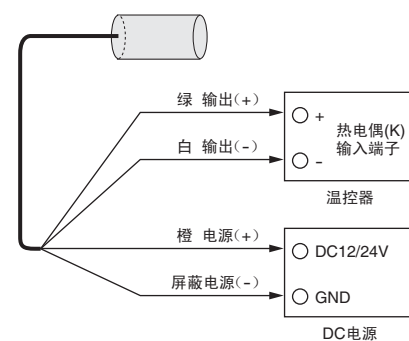 绿 输出(+)
+
热电偶(K)
输入端子
白 输出(-)
-
温控器
橙 电源(+)
DC12/24V
屏蔽电源(-)
GND
DC电源